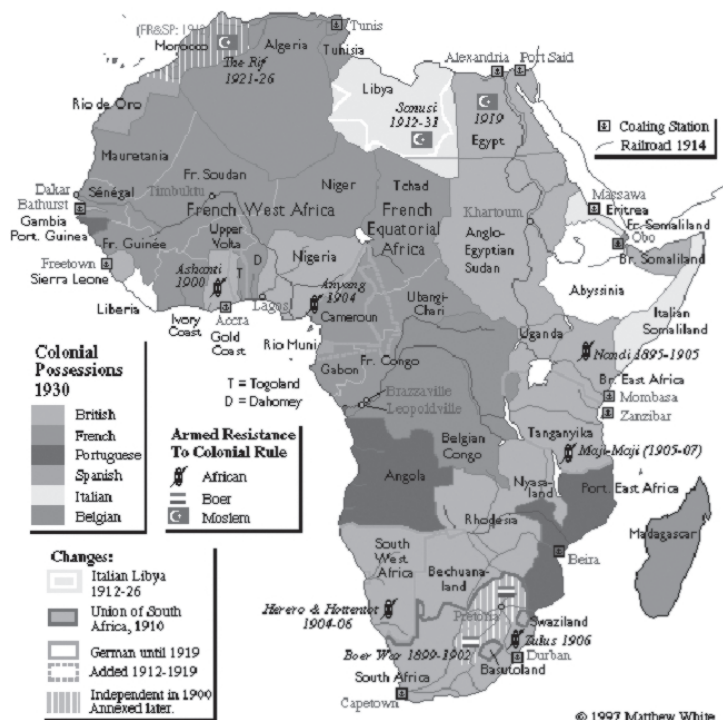 (FR&SP: 1912)
Morocco
Algeria
Tunis
Tunisia
The Rif
1921-26
Alexandria
Port Said
Libya
Sanusi
1912-31
1919
Egypt
Coaling Station
Railroad 1914
Rio de Oro
Mauretania
Fr. Soudan
Timbuktu
Niger
Tchad
Dakar
Sénégal
Bathurst
Gambia
Port. Guinea
French West Africa
French
Equatorial
Africa
Khartoum
Anglo-
Egyptian
Sudan
Massawa
Eritrea
Fr. Somaliland
Obo
Br. Somaliland
Fr. Guinée
Upper
Volta
Freetown
Sierra Leone
Ashanti
1900
T
D
Nigeria
Anyang
1904
Abyssinia
Liberia
Ivory
Coast
Accra
Gold
Coast
Lagos
Cameroun
Ubangi-
Chari
Italian
Somaliland
Rio Muni
Uganda
Nandi 1895-1905
Gabon
Fr. Congo
Br. East Africa
T = Togoland
D = Dahomey
Brazzaville
Leopoldville
Mombasa
Zanzibar
Belgian
Congo
Tanganyika
Maji-Maji (1905-07)
Angola
Nyasa-
land
Port. East Africa
Rhodesia
Madagascar
South
West
Africa
Bechuana-
land
Beira
Herero & Hottentot
1904-06
Pretoria
Swaziland
Zulus 1906
Boer War 1899-1902
Durban
Basutoland
South Africa
Capetown
Colonial
Possessions
1930
British
French
Portuguese
Spanish
Italian
Belgian
Armed Resistance
To Colonial Rule
African
Boer
Moslem
Changes:
Italian Libya
1912-26
Union of South
Africa, 1910
German until 1919
Added 1912-1919
Independent in 1900
Annexed later.
© 1997 Matthew White